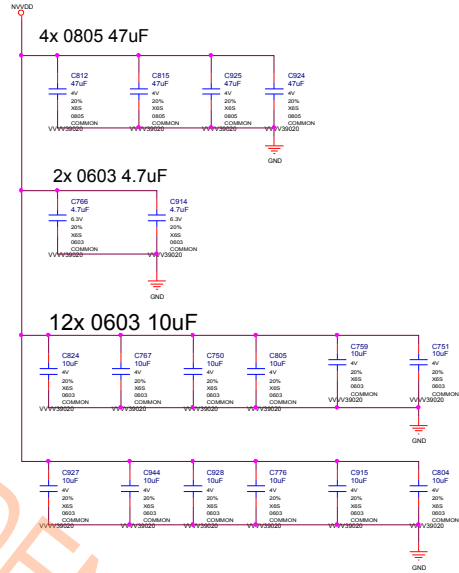 NVVDD
4x 0805 47uF
C812 C815 C925 C924
47uF 47uF 47uF 47uF
4V 4V 4V 4V
20% 20% 20% 20%
X6S X6S X6S X6S
0805 0805 0805 0805
COMMON COMMON COMMON COMMON
GND
2x 0603 4.7uF
C766 C914
4.7uF 4.7uF
6.3V 6.3V
20% 20%
X6S X6S
0603 0603
COMMON COMMON
GND
12x 0603 10uF
C824 C767 C750 C805 C759 C751
10uF 10uF 10uF 10uF 10uF 10uF
4V 4V 4V 4V 4V 4V
20% 20% 20% 20% 20% 20%
X6S X6S X6S X6S X6S X6S
0603 0603 0603 0603 0603 0603
COMMON COMMON COMMON COMMON COMMON COMMON
GND
C927 C944 C928 C776 C915 C804
10uF 10uF 10uF 10uF 10uF 10uF
4V 4V 4V 4V 4V 4V
20% 20% 20% 20% 20% 20%
X6S X6S X6S X6S X6S X6S
0603 0603 0603 0603 0603 0603
COMMON COMMON COMMON COMMON COMMON COMMON
GND